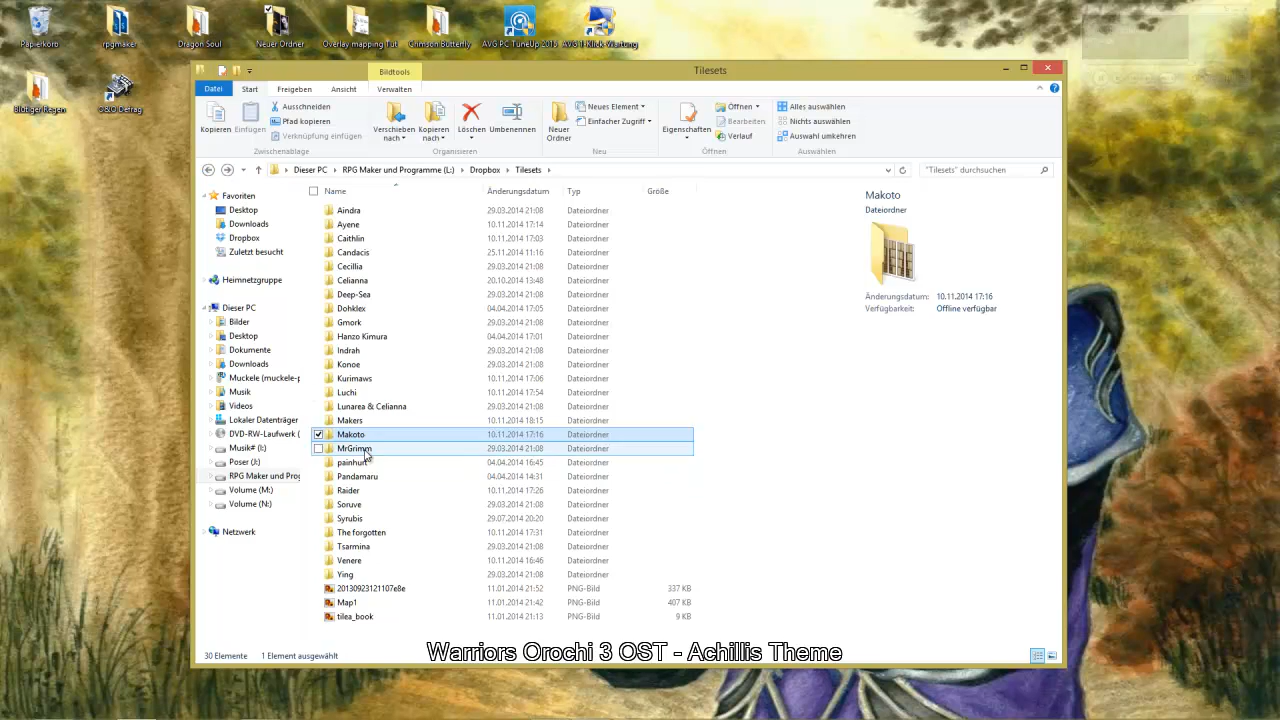 Papierkorb
rpgmaker
Dragon Soul
Neuer Ordner
Overlay mapping Tut
Crimson Butterfly
AVG PC TuneUp 2015
AVG 1-Klick-Wartung
Blutiger Regen
O&O Defrag
Bildtools
Tilesets
Datei
Start
Freigeben
Ansicht
Verwalten
Kopieren
Einfügen
Ausschneiden
Pfad kopieren
Verknüpfung einfügen
Zwischenablage
Verschieben nach
Kopieren nach
Löschen
Umbenennen
Organisieren
Neuer Ordner
Neues Element
Einfacher Zugriff
Neu
Eigenschaften
Öffnen
Bearbeiten
Verlauf
Öffnen
Alles auswählen
Nichts auswählen
Auswahl umkehren
Auswählen
Dieser PC
RPG Maker und Programme (L:)
Dropbox
Tilesets
"Tilesets" durchsuchen
Favoriten
Desktop
Downloads
Dropbox
Zuletzt besucht
Heimnetzgruppe
Dieser PC
Bilder
Desktop
Dokumente
Downloads
Muckele (muckele-p
Musik
Videos
Lokaler Datenträger
DVD-RW-Laufwerk (
Musik# (I:)
Poser (J:)
RPG Maker und Prog
Volume (M:)
Volume (N:)
Netzwerk
Name Änderungsdatum Typ Größe
Aindra 29.03.2014 21:08 Dateiordner
Ayene 10.11.2014 17:14 Dateiordner
Caithlin 10.11.2014 17:03 Dateiordner
Candacis 25.11.2014 11:16 Dateiordner
Cecillia 29.03.2014 21:08 Dateiordner
Celianna 20.10.2014 13:48 Dateiordner
Deep-Sea 29.03.2014 21:08 Dateiordner
Dohklex 04.04.2014 17:05 Dateiordner
Gmork 29.03.2014 21:08 Dateiordner
Hanzo Kimura 04.04.2014 17:01 Dateiordner
Indrah 29.03.2014 21:08 Dateiordner
Konoe 29.03.2014 21:08 Dateiordner
Kurimaws 10.11.2014 17:06 Dateiordner
Luchi 10.11.2014 17:54 Dateiordner
Lunarea & Celianna 29.03.2014 21:08 Dateiordner
Makers 10.11.2014 18:15 Dateiordner
Makoto 10.11.2014 17:16 Dateiordner
MrGrimm 29.03.2014 21:08 Dateiordner
painhurt 04.04.2014 16:45 Dateiordner
Pandamaru 04.04.2014 14:31 Dateiordner
Raider 10.11.2014 17:26 Dateiordner
Soruve 29.03.2014 21:08 Dateiordner
Syrubis 29.07.2014 20:20 Dateiordner
The forgotten 10.11.2014 17:31 Dateiordner
Tsarmina 29.03.2014 21:08 Dateiordner
Venere 10.11.2014 16:46 Dateiordner
Ying 29.03.2014 21:08 Dateiordner
20130923121107e8e 11.01.2014 21:52 PNG-Bild 337 KB
Map1 11.01.2014 21:42 PNG-Bild 407 KB
tilea_book 11.01.2014 21:13 PNG-Bild 9 KB
Makoto
Dateiordner
Änderungsdatum: 10.11.2014 17:16
Verfügbarkeit: Offline verfügbar
30 Elemente
1 Element ausgewählt
Warriors Orochi 3 OST - Achillis Theme